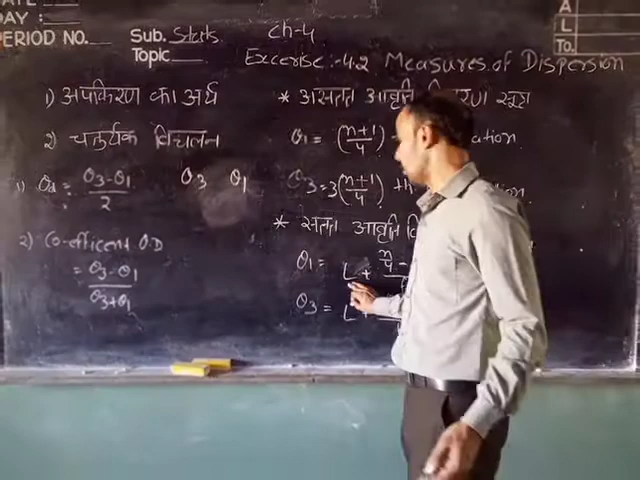 DAY :
PERIOD No.
Sub. Stats.
Topic
Ch-4
Excercise :- 4.2 Measures of Dispersion
A
L
TO.
1) अपकिरण का अर्थ
2) चतुर्थक विचलन
1) Q.D = Q3-Q1 / 2
Q3 Q1
2) Co-efficient Q.D
= Q3-Q1 / Q3+Q1
* असतत आवृत्ति
Q1 = (n+1 / 4)
Q3 = 3(n+1 / 4) + h
* सतत आवृत्ति वि
Q1 = L + n/4 -
Q3 = L +